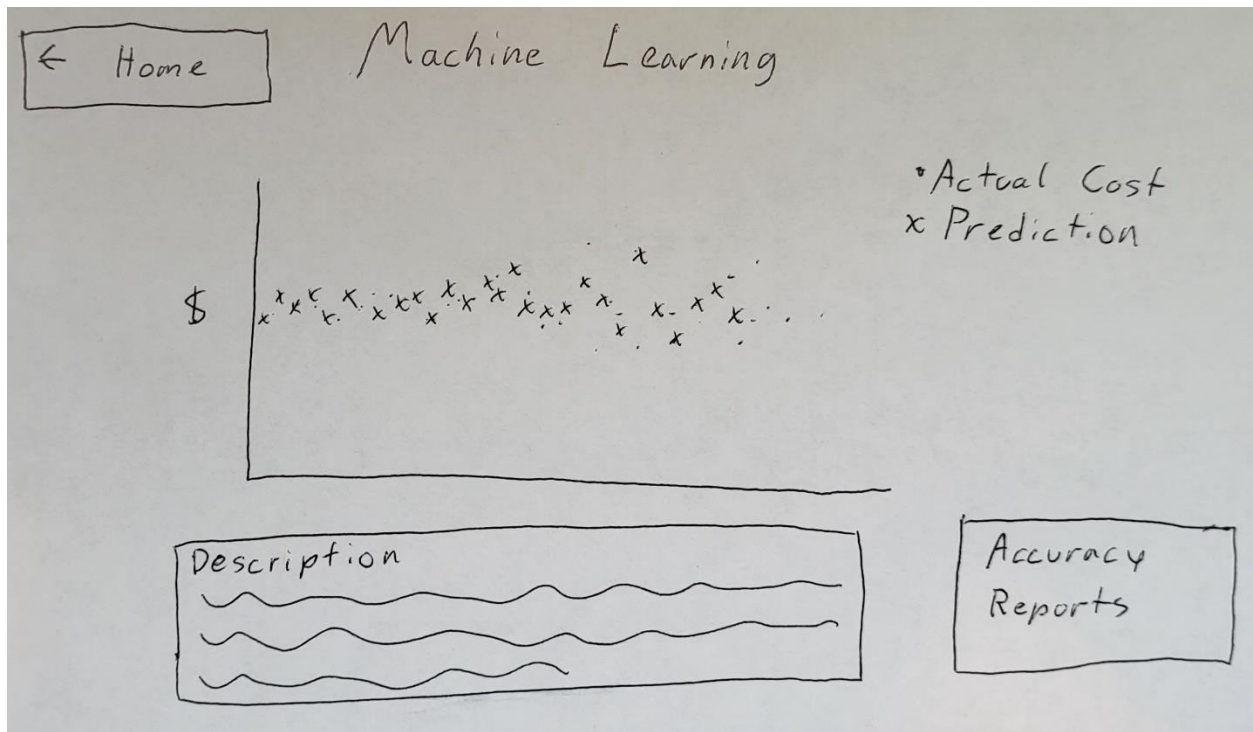 ← Home
Machine Learning
• Actual Cost
x Prediction
$
Description
Accuracy
Reports